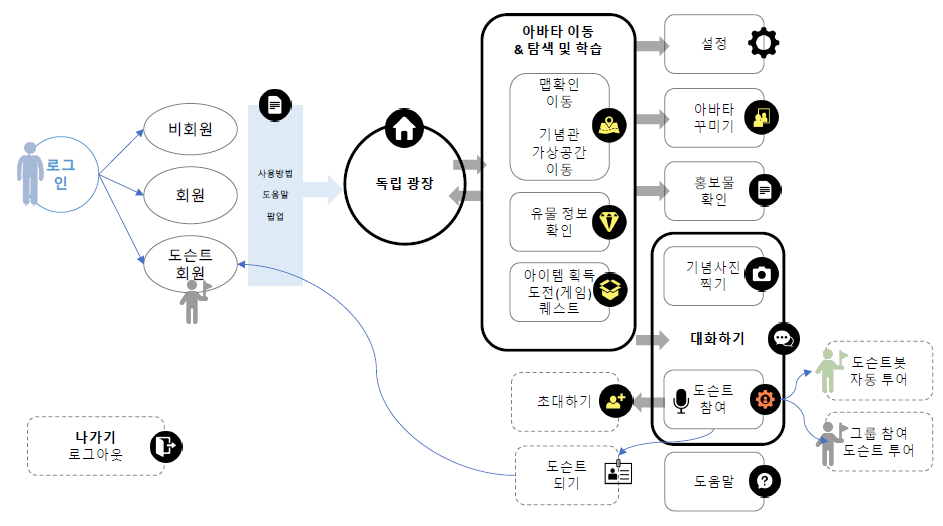 로그
인
비회원
회원
도슨트
회원
사용방법
도움말
팝업
독립 광장
아바타 이동
& 탐색 및 학습
맵확인
이동
기념관
가상공간
이동
유물 정보
확인
아이템 획득
도전(게임)
퀘스트
설정
아바타
꾸미기
홍보물
확인
기념사진
찍기
대화하기
도슨트
참여
초대하기
도슨트
되기
도움말
도슨트봇
자동 투어
그룹 참여
도슨트 투어
나가기
로그아웃